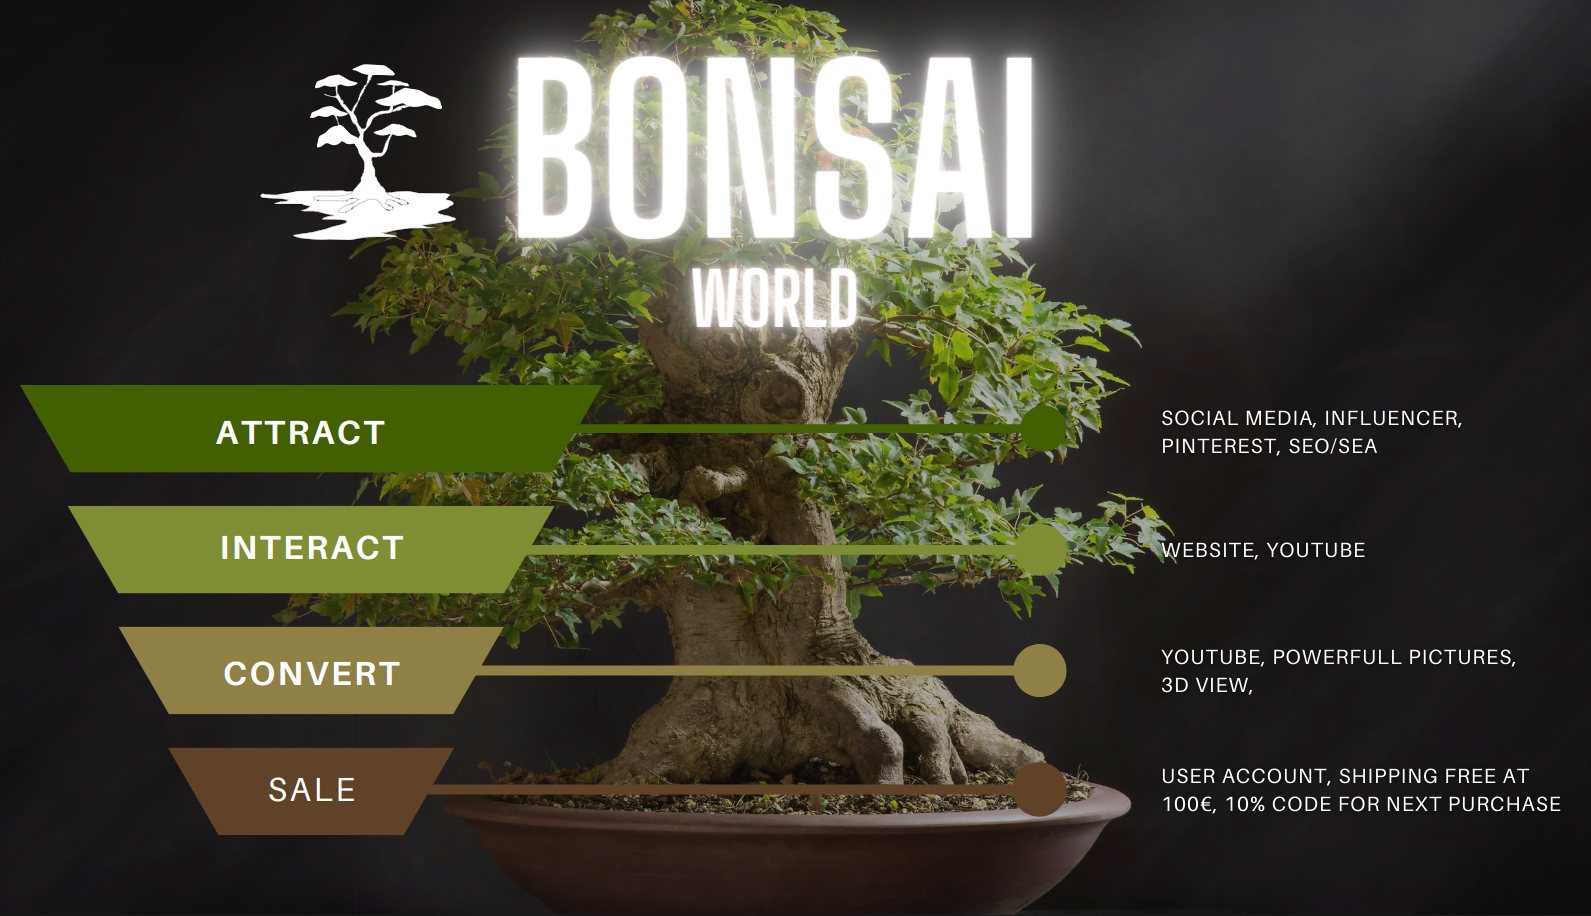 BONSAI
WORLD
ATTRACT
SOCIAL MEDIA, INFLUENCER,
PINTEREST, SEO/SEA
INTERACT
WEBSITE, YOUTUBE
CONVERT
YOUTUBE, POWERFULL PICTURES,
3D VIEW,
SALE
USER ACCOUNT, SHIPPING FREE AT
100€, 10% CODE FOR NEXT PURCHASE